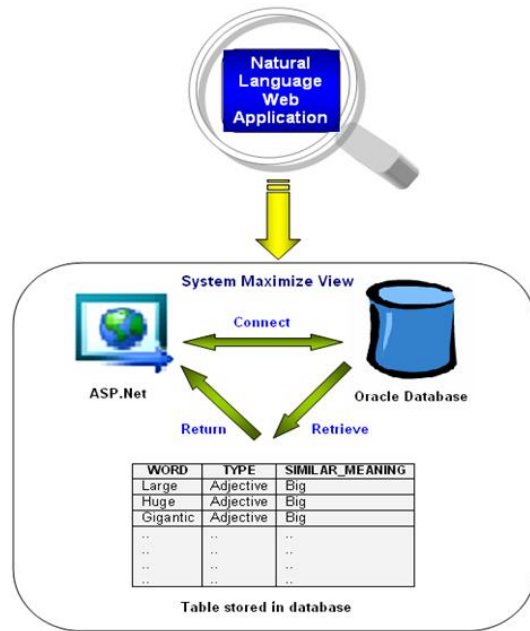 Natural
Language
Web
Application
System Maximize View
Connect
ASP.Net
Oracle Database
Return
Retrieve
WORD TYPE SIMILAR_MEANING
Large Adjective Big
Huge Adjective Big
Gigantic Adjective Big
.. .. ..
.. .. ..
.. .. ..
.. .. ..
Table stored in database